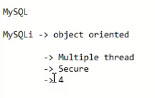 MySQL
MySQLi -> object oriented
-> Multiple thread
-> Secure
-> 4